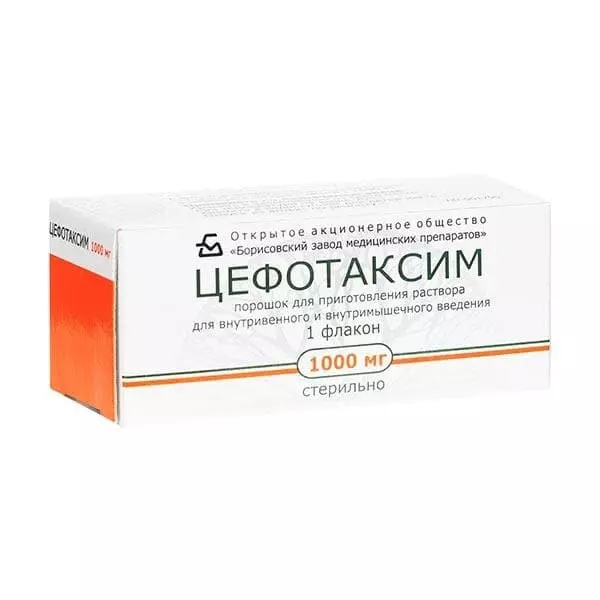 Открытое акционерное общество
«Борисовский завод медицинских препаратов»
ЦЕФОТАКСИМ
порошок для приготовления раствора
для внутривенного и внутримышечного введения
1 флакон
1000 мг
стерильно
ЦЕФОТАКСИМ 1000 мг